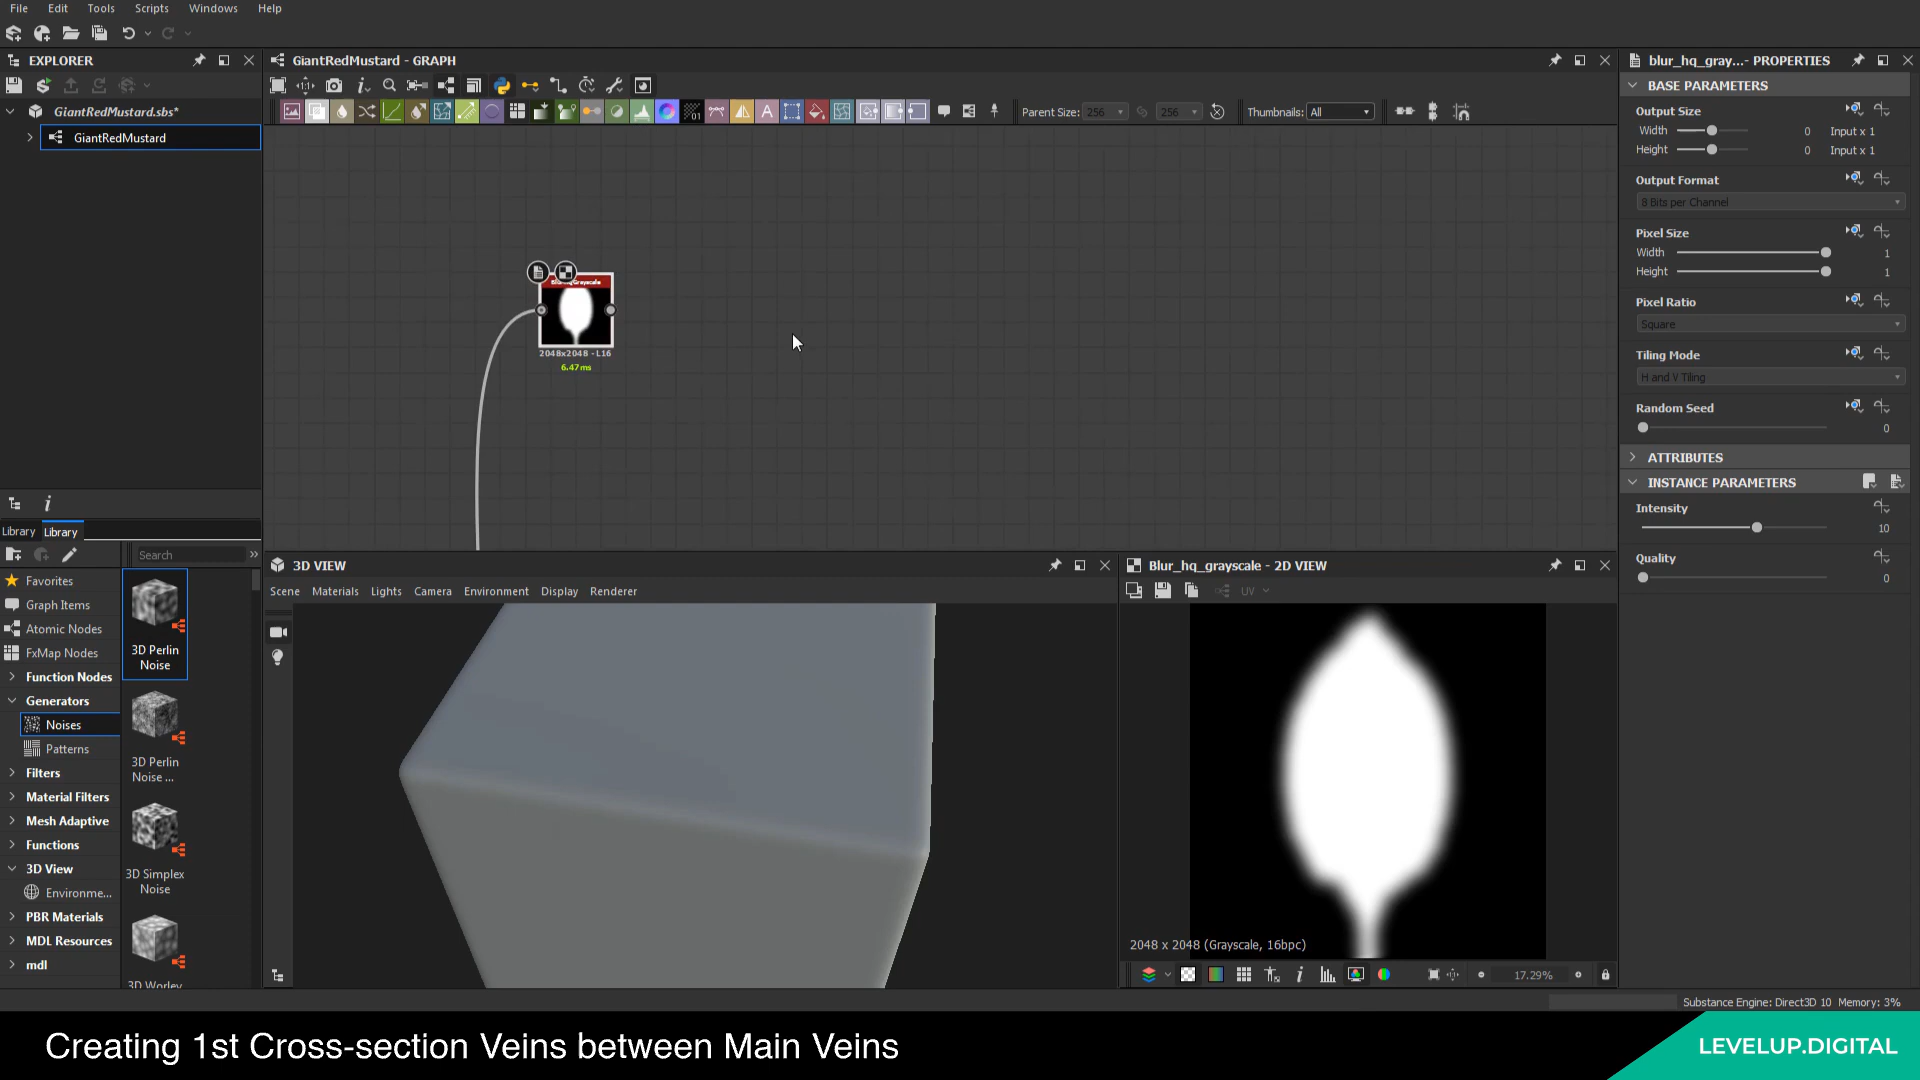 File Edit Tools Scripts Windows Help
EXPLORER
GiantRedMustard.sbs*
GiantRedMustard
GiantRedMustard - GRAPH
Parent Size: 256 256 Thumbnails: All
Blur_hq_Grayscale
2048x2048 - L16
6.47ms
Library Library
Search
Favorites
Graph Items
Atomic Nodes
FxMap Nodes
Function Nodes
Generators
Noises
Patterns
Filters
Material Filters
Mesh Adaptive
Functions
3D View
Environme...
PBR Materials
MDL Resources
mdl
3D Perlin
Noise
3D Perlin
Noise ...
3D Simplex
Noise
3D Worley
3D VIEW
Scene Materials Lights Camera Environment Display Renderer
Blur_hq_grayscale - 2D VIEW
UV
2048 x 2048 (Grayscale, 16bpc)
17.29%
blur_hq_gray...- PROPERTIES
BASE PARAMETERS
Output Size
Width 0 Input x 1
Height 0 Input x 1
Output Format
8 Bits per Channel
Pixel Size
Width 1
Height 1
Pixel Ratio
Square
Tiling Mode
H and V Tiling
Random Seed
0
ATTRIBUTES
INSTANCE PARAMETERS
Intensity
10
Quality
0
Substance Engine: Direct3D 10 Memory: 3%
Creating 1st Cross-section Veins between Main Veins
LEVELUP.DIGITAL